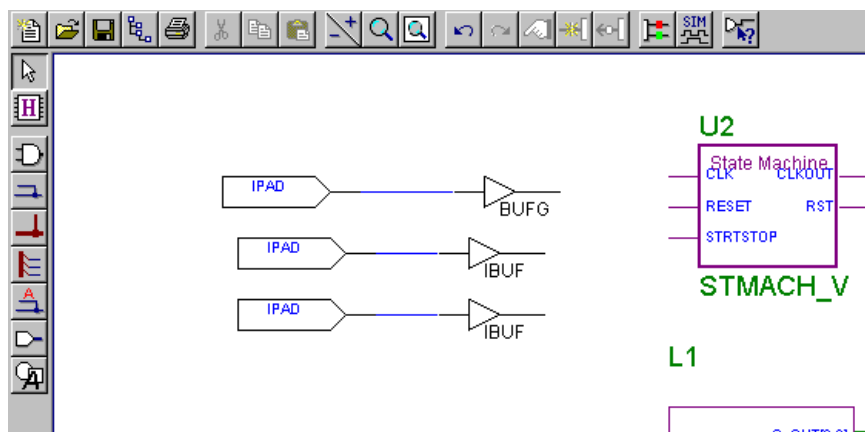 SIM
H
A
A
U2
State Machine
IPAD
CLK CLKOUT
BUFG
RESET RST
IPAD
STRTSTOP
IBUF
STMACH_V
IPAD
IBUF
L1